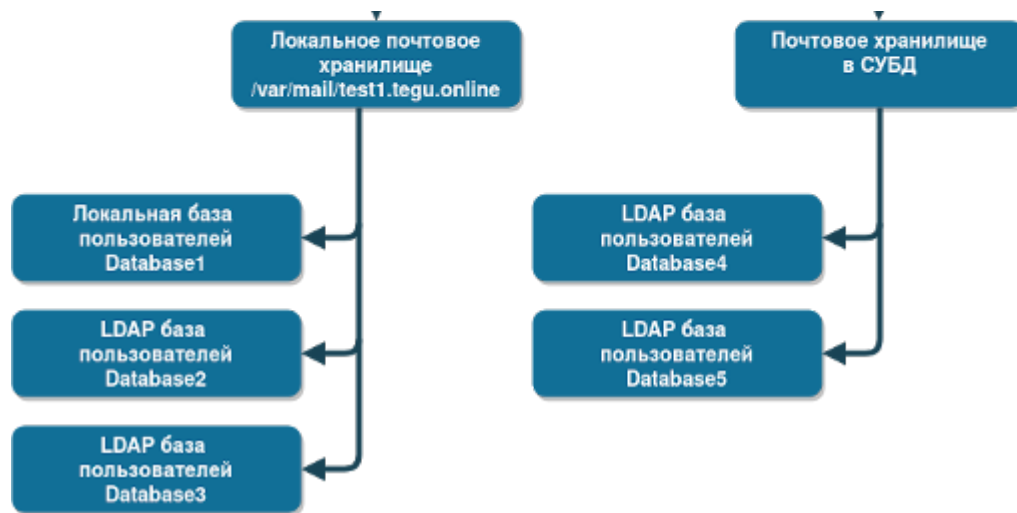 Локальное почтовое
хранилище
/var/mail/test1.tegu.online
Почтовое хранилище
в СУБД
Локальная база
пользователей
Database1
LDAP база
пользователей
Database4
LDAP база
пользователей
Database2
LDAP база
пользователей
Database5
LDAP база
пользователей
Database3